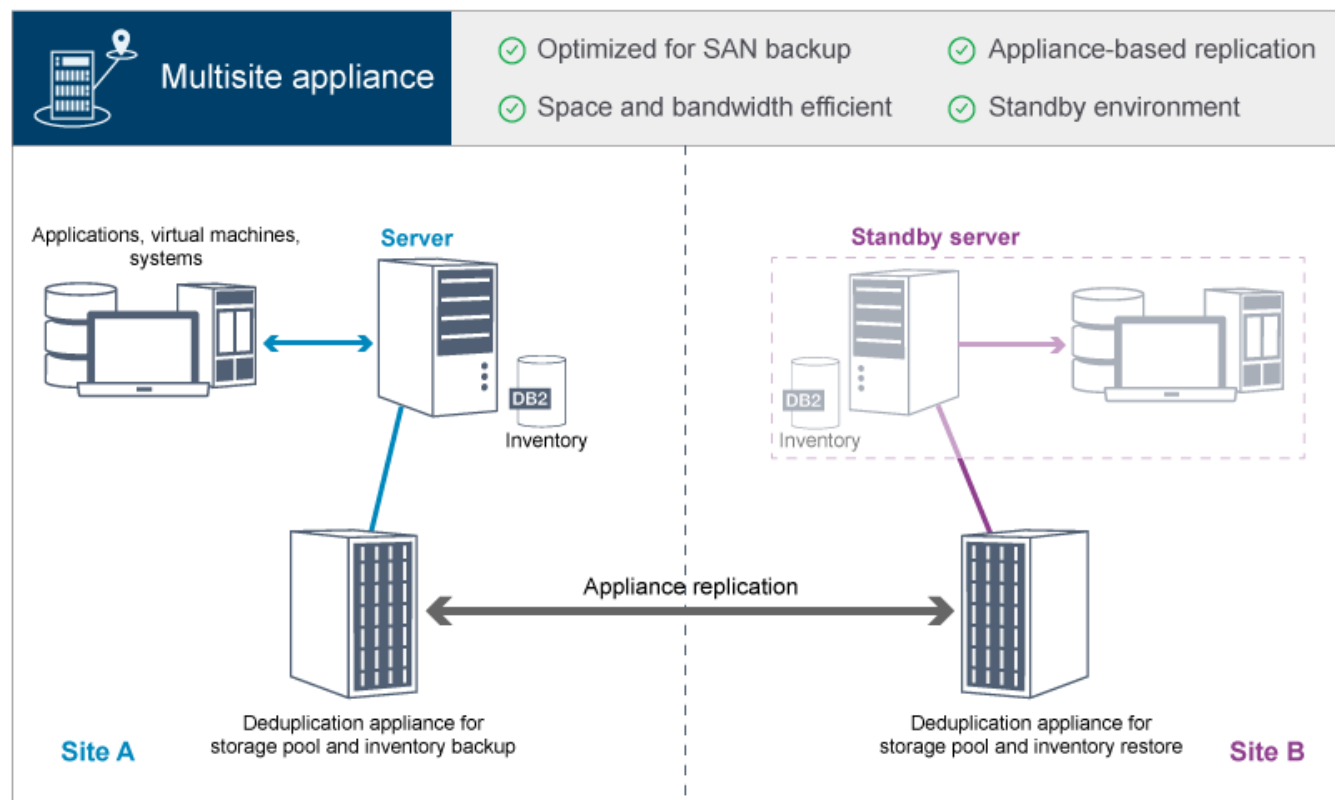 Multisite appliance
Optimized for SAN backup
Appliance-based replication
Space and bandwidth efficient
Standby environment
Applications, virtual machines,
systems
Server
DB2
Inventory
Standby server
DB2
Inventory
Appliance replication
Deduplication appliance for
storage pool and inventory backup
Site A
Deduplication appliance for
storage pool and inventory restore
Site B